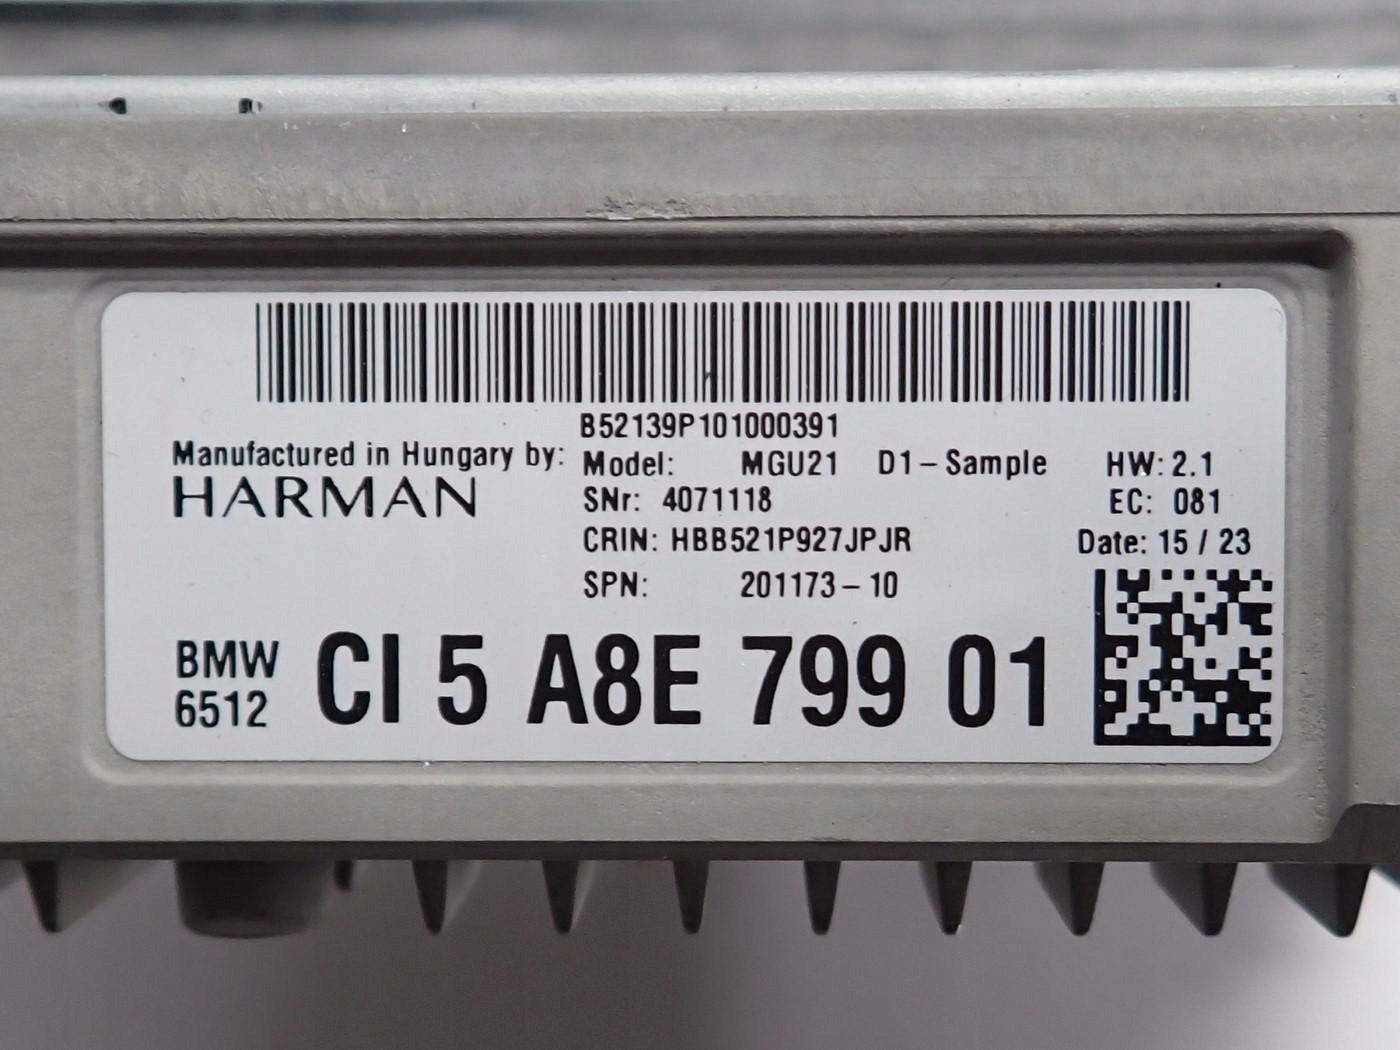 B52139P101000391
Manufactured in Hungary by:
HARMAN
Model: MGU21 D1-Sample HW: 2.1
SNr: 4071118 EC: 081
CRIN: HBB521P927JPJR Date: 15 / 23
SPN: 201173-10
BMW
6512
CI 5 A8E 799 01